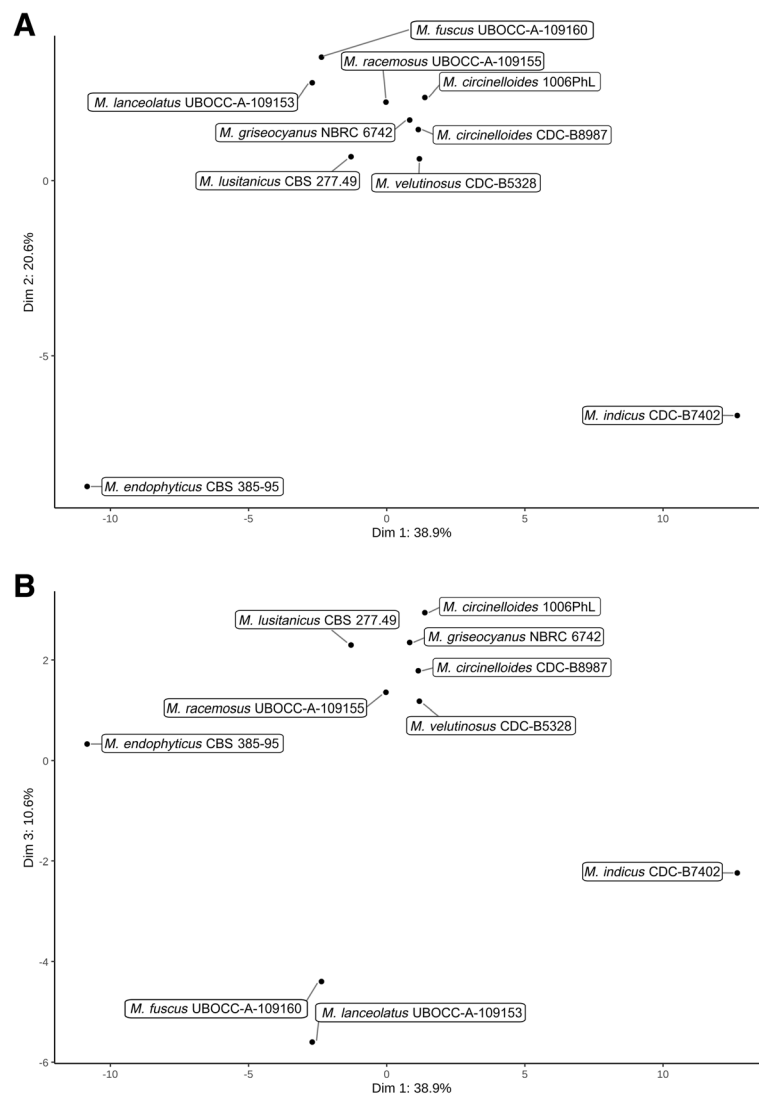 A
M. fuscus UBOCC-A-109160
M. racemosus UBOCC-A-109155
M. circinelloides 1006PhL
M. lanceolatus UBOCC-A-109153
M. griseocyanus NBRC 6742
M. circinelloides CDC-B8987
M. lusitanicus CBS 277.49
M. velutinosus CDC-B5328
0
Dim 2: 20.6%
-5
M. indicus CDC-B7402
M. endophyticus CBS 385-95
-10
-5
0
5
10
Dim 1: 38.9%
B
M. circinelloides 1006PhL
M. lusitanicus CBS 277.49
M. griseocyanus NBRC 6742
2
M. circinelloides CDC-B8987
M. racemosus UBOCC-A-109155
M. velutinosus CDC-B5328
M. endophyticus CBS 385-95
0
Dim 3: 10.6%
-2
M. indicus CDC-B7402
-4
M. fuscus UBOCC-A-109160
M. lanceolatus UBOCC-A-109153
-6
-10
-5
0
5
10
Dim 1: 38.9%